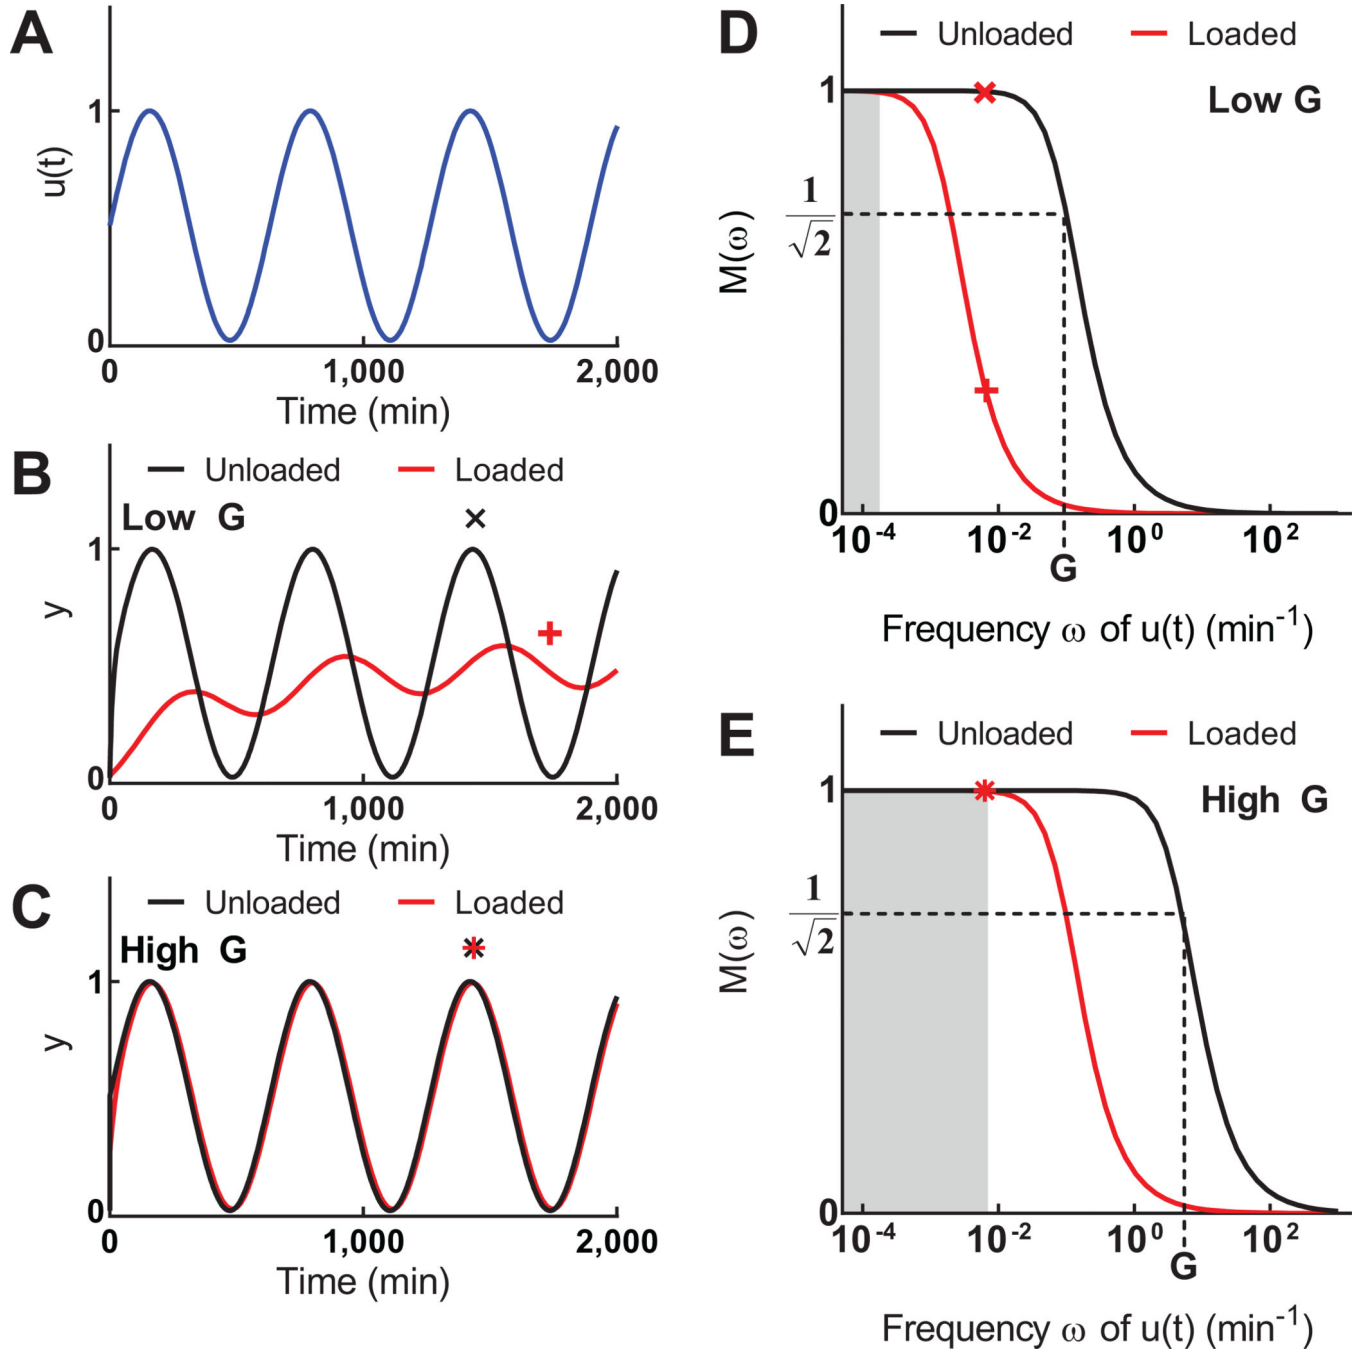 A
u(t)
1
0
0 1,000 2,000
Time (min)
B
Unloaded Loaded
Low G
×
+
y
1
0
0 1,000 2,000
Time (min)
C
Unloaded Loaded
High G
*
y
1
0
0 1,000 2,000
Time (min)
D
Unloaded Loaded
Low G
M(ω)
1
1/√2
0
10⁻⁴ 10⁻² 10⁰ 10²
G
Frequency ω of u(t) (min⁻¹)
E
Unloaded Loaded
High G
M(ω)
1
1/√2
0
10⁻⁴ 10⁻² 10⁰ 10²
G
Frequency ω of u(t) (min⁻¹)